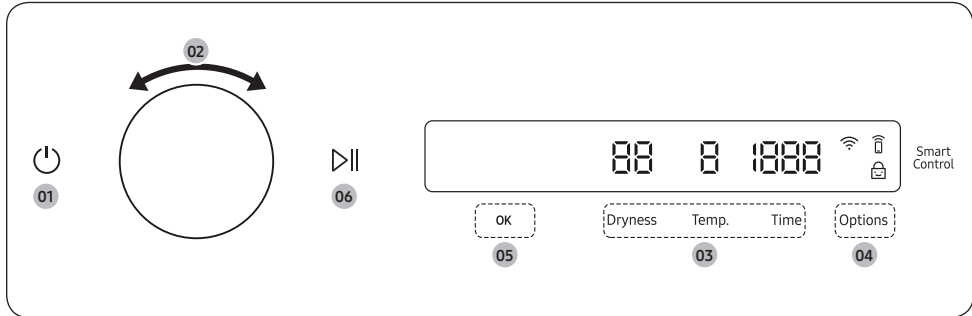 02
01
06
88 8 1888
Smart
Control
OK
Dryness Temp. Time
Options
05
03
04